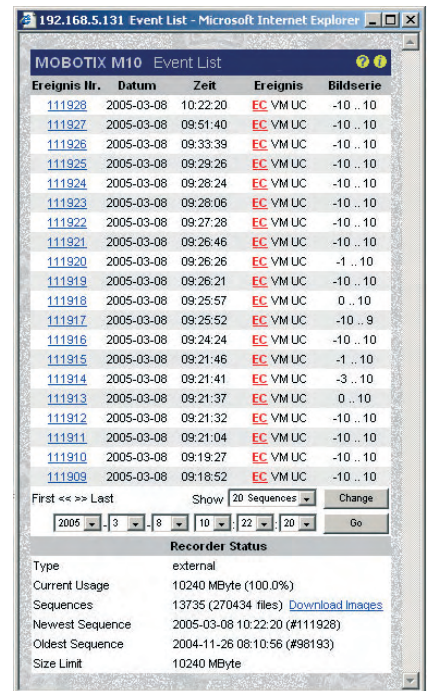 192.168.5.131 Event List - Microsoft Internet Explorer
MOBOTIX M10 Event List
Ereignis Nr. Datum Zeit Ereignis Bildserie
111928 2005-03-08 10:22:20 EC VM UC -10 .. 10
111927 2005-03-08 09:51:40 EC VM UC -10 .. 10
111926 2005-03-08 09:33:39 EC VM UC -10 .. 10
111925 2005-03-08 09:29:26 EC VM UC -10 .. 10
111924 2005-03-08 09:28:24 EC VM UC -10 .. 10
111923 2005-03-08 09:28:06 EC VM UC -10 .. 10
111922 2005-03-08 09:27:28 EC VM UC -10 .. 10
111921 2005-03-08 09:26:46 EC VM UC -10 .. 10
111920 2005-03-08 09:26:26 EC VM UC -1 .. 10
111919 2005-03-08 09:26:21 EC VM UC -10 .. 10
111918 2005-03-08 09:25:57 EC VM UC 0 .. 10
111917 2005-03-08 09:25:52 EC VM UC -10 .. 9
111916 2005-03-08 09:24:24 EC VM UC -10 .. 10
111915 2005-03-08 09:21:46 EC VM UC -1 .. 10
111914 2005-03-08 09:21:41 EC VM UC -3 .. 10
111913 2005-03-08 09:21:37 EC VM UC 0 .. 10
111912 2005-03-08 09:21:32 EC VM UC -10 .. 10
111911 2005-03-08 09:21:04 EC VM UC -10 .. 10
111910 2005-03-08 09:19:27 EC VM UC -10 .. 10
111909 2005-03-08 09:18:52 EC VM UC -10 .. 10
First << >> Last Show 20 Sequences Change
2005 - 3 - 8 10 : 22 : 20 Go
Recorder Status
Type external
Current Usage 10240 MByte (100.0%)
Sequences 13735 (270434 files) Download Images
Newest Sequence 2005-03-08 10:22:20 (#111928)
Oldest Sequence 2004-11-26 08:10:56 (#98193)
Size Limit 10240 MByte